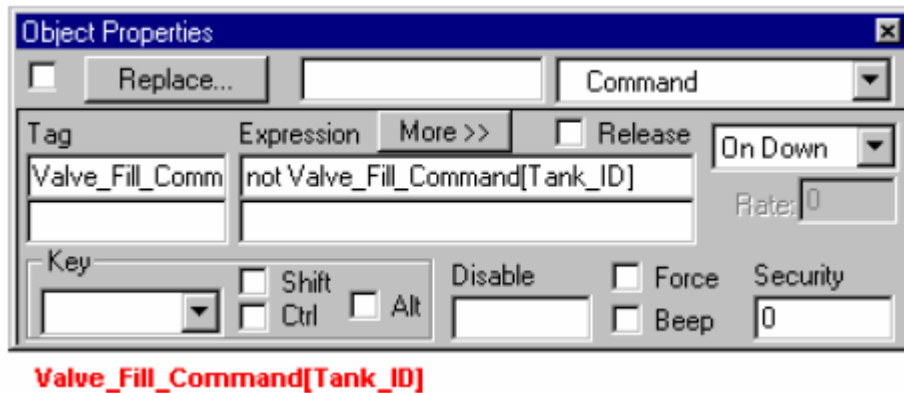 Object Properties
Replace... Command
Tag Expression More >> Release On Down
Valve_Fill_Comm not Valve_Fill_Command[Tank_ID]
Rate: 0
Key Shift Ctrl Alt Disable Force Beep Security 0
Valve_Fill_Command[Tank_ID]